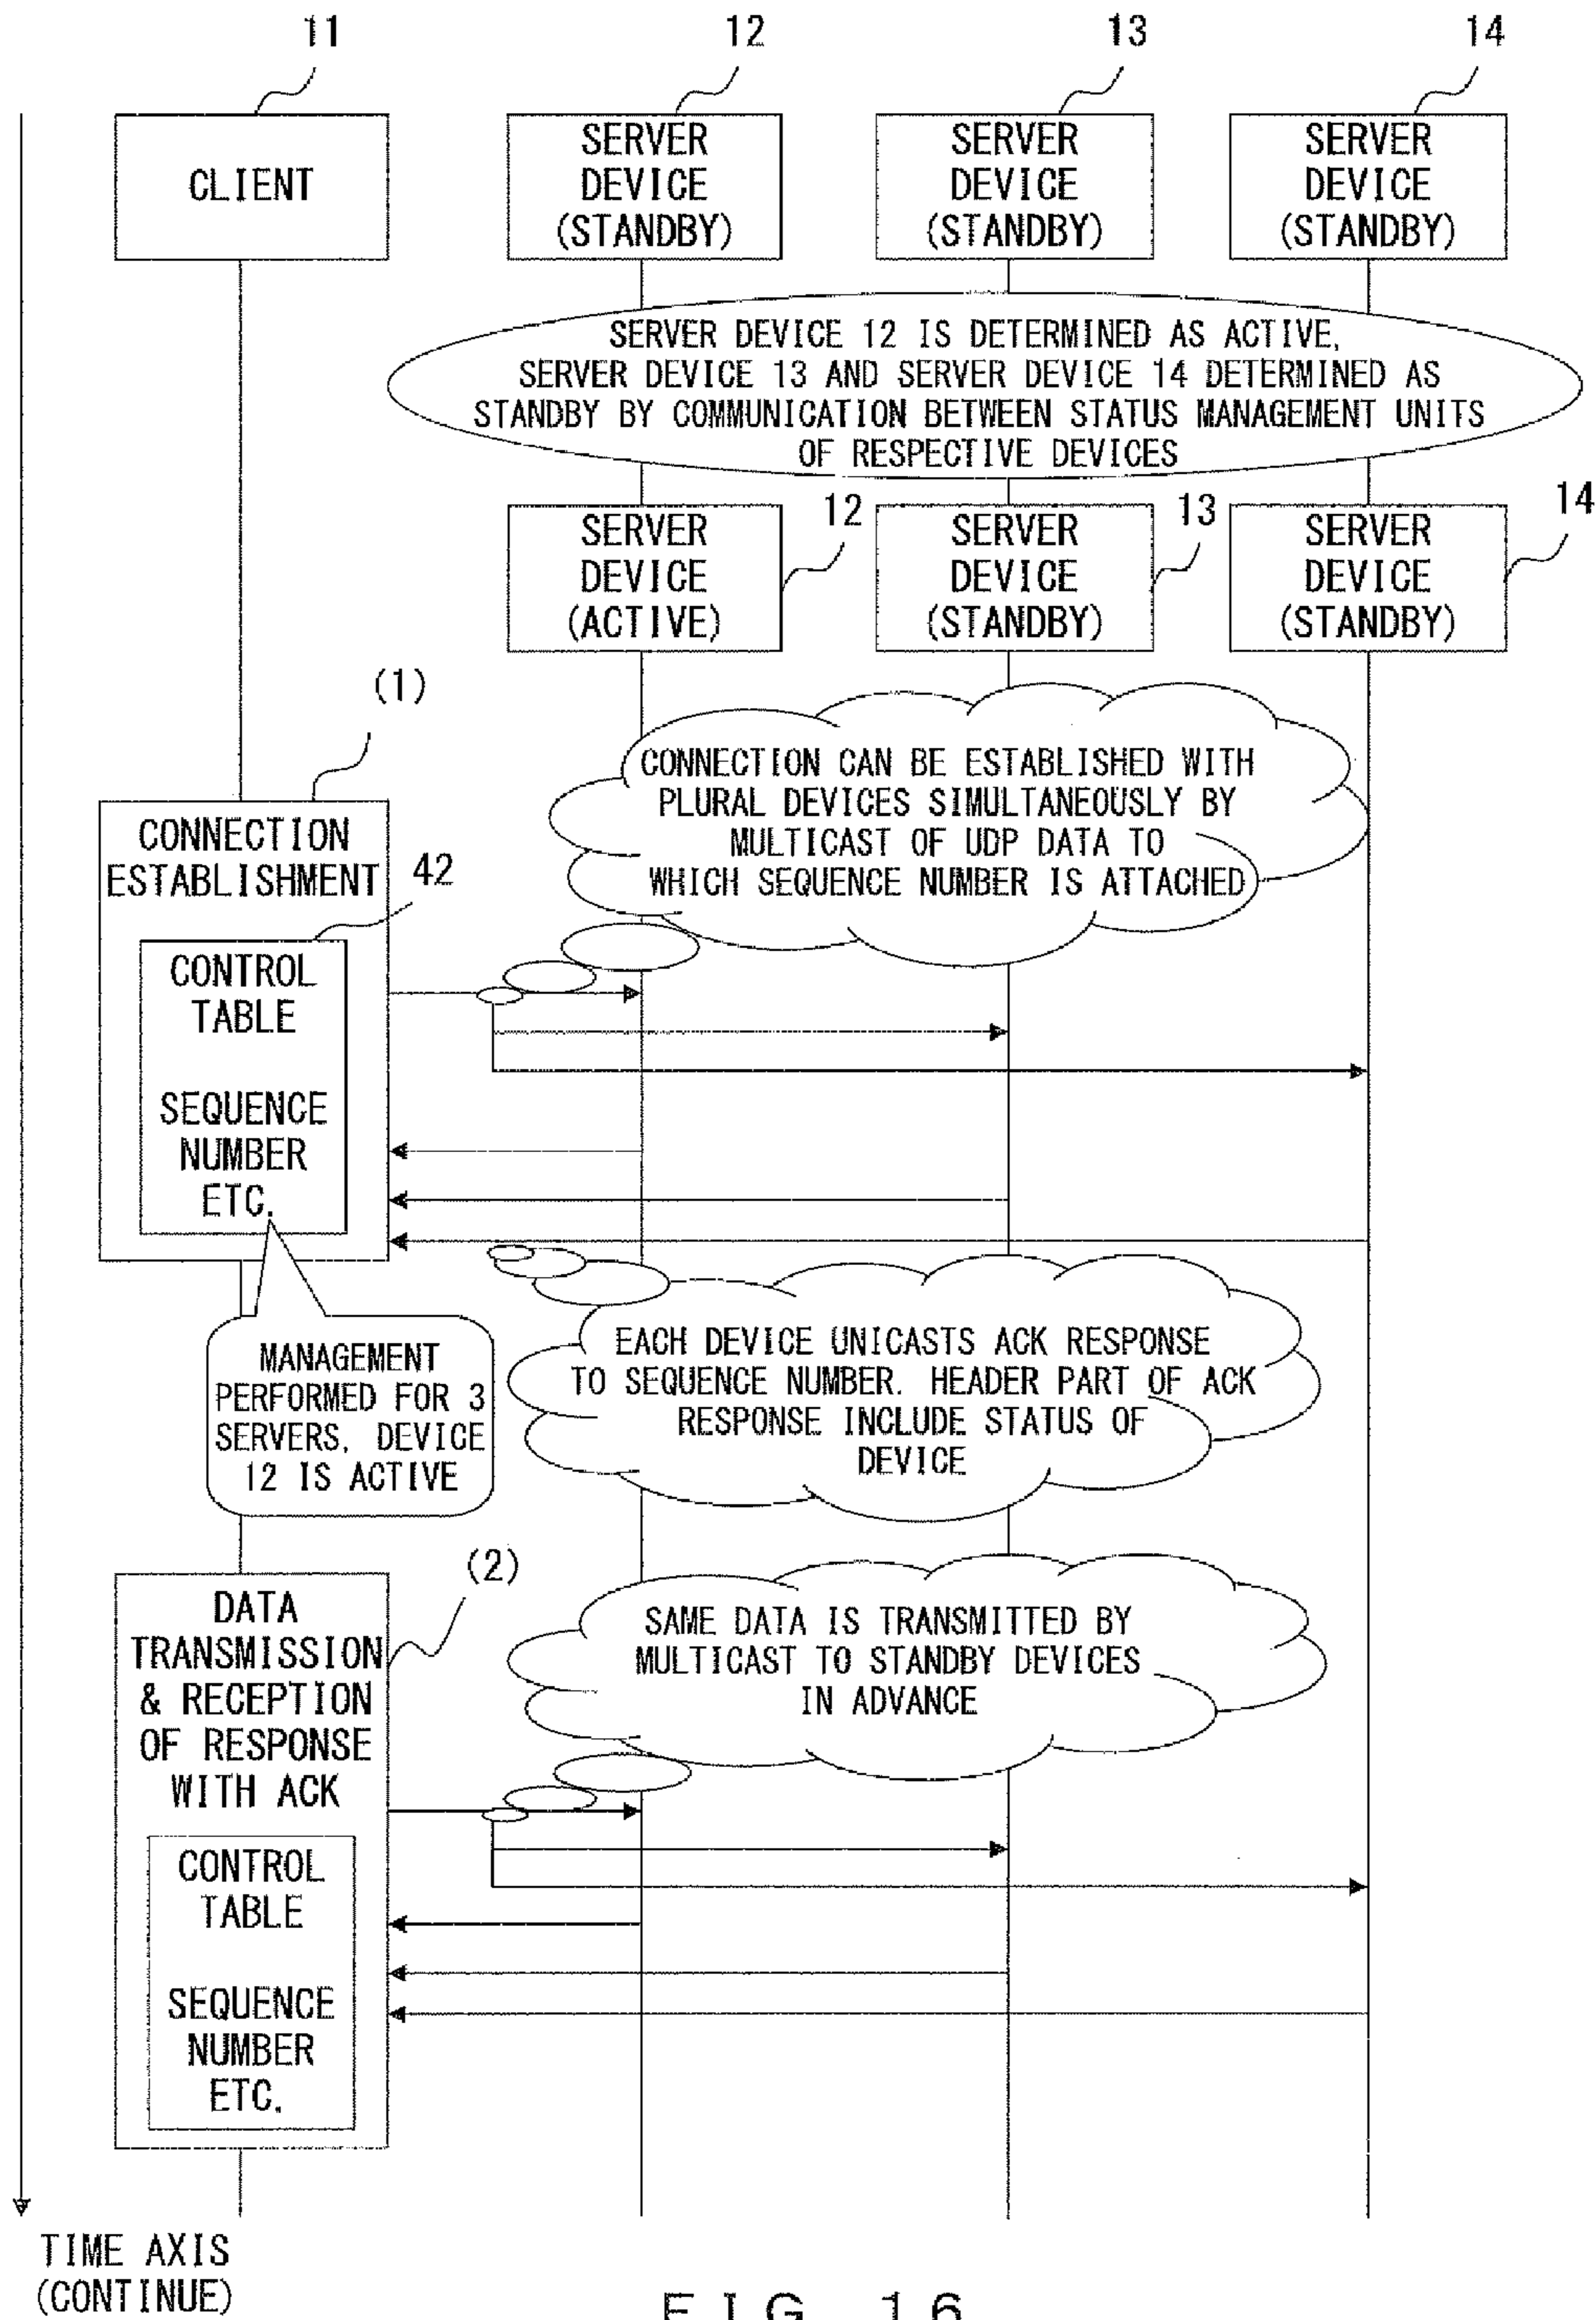 11
12
13
14
CLIENT
SERVER
DEVICE
(STANDBY)
SERVER
DEVICE
(STANDBY)
SERVER
DEVICE
(STANDBY)
SERVER DEVICE 12 IS DETERMINED AS ACTIVE,
SERVER DEVICE 13 AND SERVER DEVICE 14 DETERMINED AS
STANDBY BY COMMUNICATION BETWEEN STATUS MANAGEMENT UNITS
OF RESPECTIVE DEVICES
12
13
14
SERVER
DEVICE
(ACTIVE)
SERVER
DEVICE
(STANDBY)
SERVER
DEVICE
(STANDBY)
(1)
CONNECTION CAN BE ESTABLISHED WITH
PLURAL DEVICES SIMULTANEOUSLY BY
MULTICAST OF UDP DATA TO
WHICH SEQUENCE NUMBER IS ATTACHED
CONNECTION
ESTABLISHMENT
42
CONTROL
TABLE
SEQUENCE
NUMBER
ETC.
MANAGEMENT
PERFORMED FOR 3
SERVERS, DEVICE
12 IS ACTIVE
EACH DEVICE UNICASTS ACK RESPONSE
TO SEQUENCE NUMBER. HEADER PART OF ACK
RESPONSE INCLUDE STATUS OF
DEVICE
(2)
DATA
TRANSMISSION
& RECEPTION
OF RESPONSE
WITH ACK
SAME DATA IS TRANSMITTED BY
MULTICAST TO STANDBY DEVICES
IN ADVANCE
CONTROL
TABLE
SEQUENCE
NUMBER
ETC.
TIME AXIS
(CONTINUE)
FIG. 16